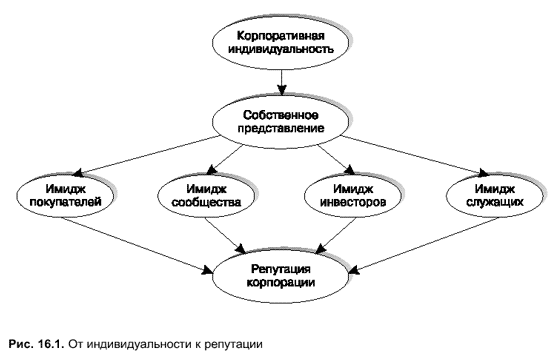 Корпоративная
индивидуальность
Собственное
представление
Имидж
покупателей
Имидж
сообщества
Имидж
инвесторов
Имидж
служащих
Репутация
корпорации
Рис. 16.1. От индивидуальности к репутации